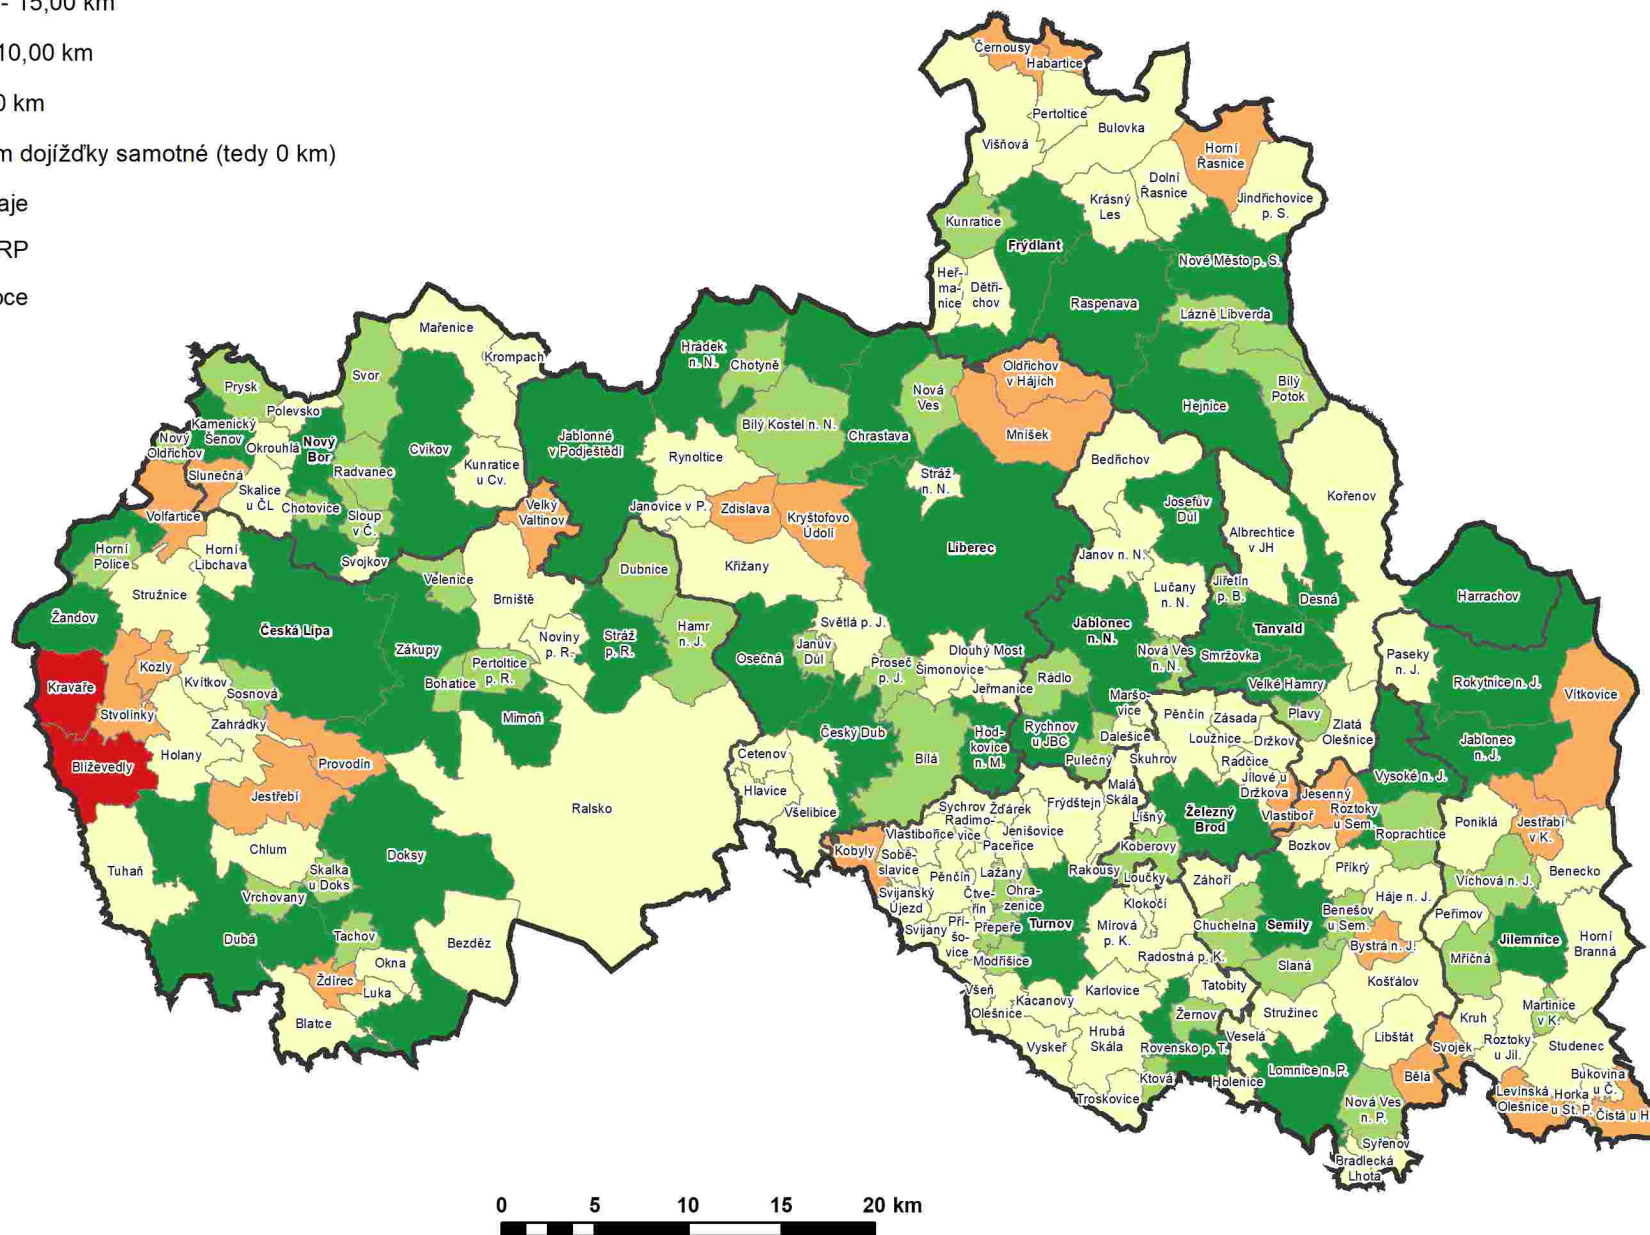 - 15,00 km
10,00 km
0 km
m dojížďky samotné (tedy 0 km)
aje
RP
oce
Černousy
Habartice
Pertoltice
Bulovka
Višňová
Horní
Řasnice
Dolní
Řasnice
Krásný
Les
Jindřichovice
p. S.
Kunratice
Frýdlant
Nové Město p. S.
Heř-
ma-
nice
Dětři-
chov
Raspenava
Lázně Libverda
Bílý
Potok
Hejnice
Oldřichov
v Hájích
Mníšek
Mařenice
Krompach
Svor
Prysk
Polevsko
Kamenický
Šenov
Nový
Oldřichov
Okrouhlá
Nový
Bor
Cvikov
Kunratice
u Cv.
Radvanec
Slunečná
Skalice
u ČL
Chotovice
Sloup
v Č.
Svojkov
Volfartice
Horní
Police
Horní
Libchava
Stružnice
Žandov
Hrádek
n. N.
Chotyně
Nová
Ves
Bílý Kostel n. N.
Chrastava
Jablonné
v Podještědí
Rynoltice
Stráž
n. N.
Janovice v P.
Zdislava
Kryštofovo
Údolí
Velký
Valtinov
Liberec
Křižany
Dubnice
Velenice
Brniště
Noviny
p. R.
Stráž
p. R.
Hamr
n. J.
Česká Lípa
Zákupy
Pertoltice
p. R.
Bohatice
Mimoň
Kozly
Kravaře
Stvolínky
Kvítkov
Sosnová
Zahrádky
Holany
Blíževedly
Provodín
Jestřebí
Ralsko
Tuhaň
Chlum
Doksy
Skalka
u Doks
Vrchovany
Dubá
Tachov
Okna
Bezděz
Ždírec
Luka
Blatce
Bedřichov
Kořenov
Josefův
Důl
Albrechtice
v JH
Janov n. N.
Lučany
n. N.
Jiřetín
p. B.
Desná
Tanvald
Jablonec
n. N.
Nová Ves
n. N.
Smržovka
Velké Hamry
Plavy
Zlatá
Olešnice
Harrachov
Paseky
n. J.
Rokytnice n. J.
Vítkovice
Jablonec
n. J.
Vysoké n. J.
Osečná
Janův
Důl
Světlá p. J.
Proseč
p. J.
Dlouhý Most
Šimonovice
Jeřmanice
Rádlo
Český Dub
Hod-
kovice
n. M.
Rychnov
u JBC
Maršo-
vice
Dalešice
Pulečný
Bílá
Cetenov
Hlavice
Všelibice
Pěnčín
Zásada
Loužnice
Držkov
Radčice
Skuhrov
Jílové u
Držkova
Vlastiboř
Jesenný
Roztoky
u Sem.
Malá
Skála
Líšný
Železný
Brod
Frýdštejn
Koberovy
Bozkov
Roprachtice
Poniklá
Jestřabí
v K.
Benecko
Kobyly
Sychrov
Žďárek
Radimo-
vice
Vlastibořice
Jenišovice
Paceřice
Sobě-
slavice
Pěnčín
Lažany
Rakousy
Loučky
Klokočí
Svijanský
Újezd
Čtve-
řín
Ohra-
zenice
Svijany
Pří-
šo-
vice
Přepeře
Turnov
Mírová
p. K.
Modřišice
Radostná p. K.
Všeň
Olešnice
Kacanovy
Karlovice
Tatobity
Vyskeř
Hrubá
Skála
Žernov
Rovensko p. T.
Ktová
Troskovice
Veselá
Holenice
Záhoří
Chuchelna
Semily
Příkrý
Háje n. J.
Benešov
u Sem.
Bystrá n. J.
Slaná
Košťálov
Stružinec
Libštát
Lomnice n. P.
Bělá
Svojek
Nová Ves
n. P.
Syřenov
Bradlecká
Lhota
Víchová n. J.
Peřimov
Jilemnice
Horní
Branná
Mříčná
Martinice
v K.
Kruh
Roztoky
u Jil.
Studenec
Bukovina
u Č.
Levínská
Olešnice
Horka
u St. P.
Čistá u H
0 5 10 15 20 km